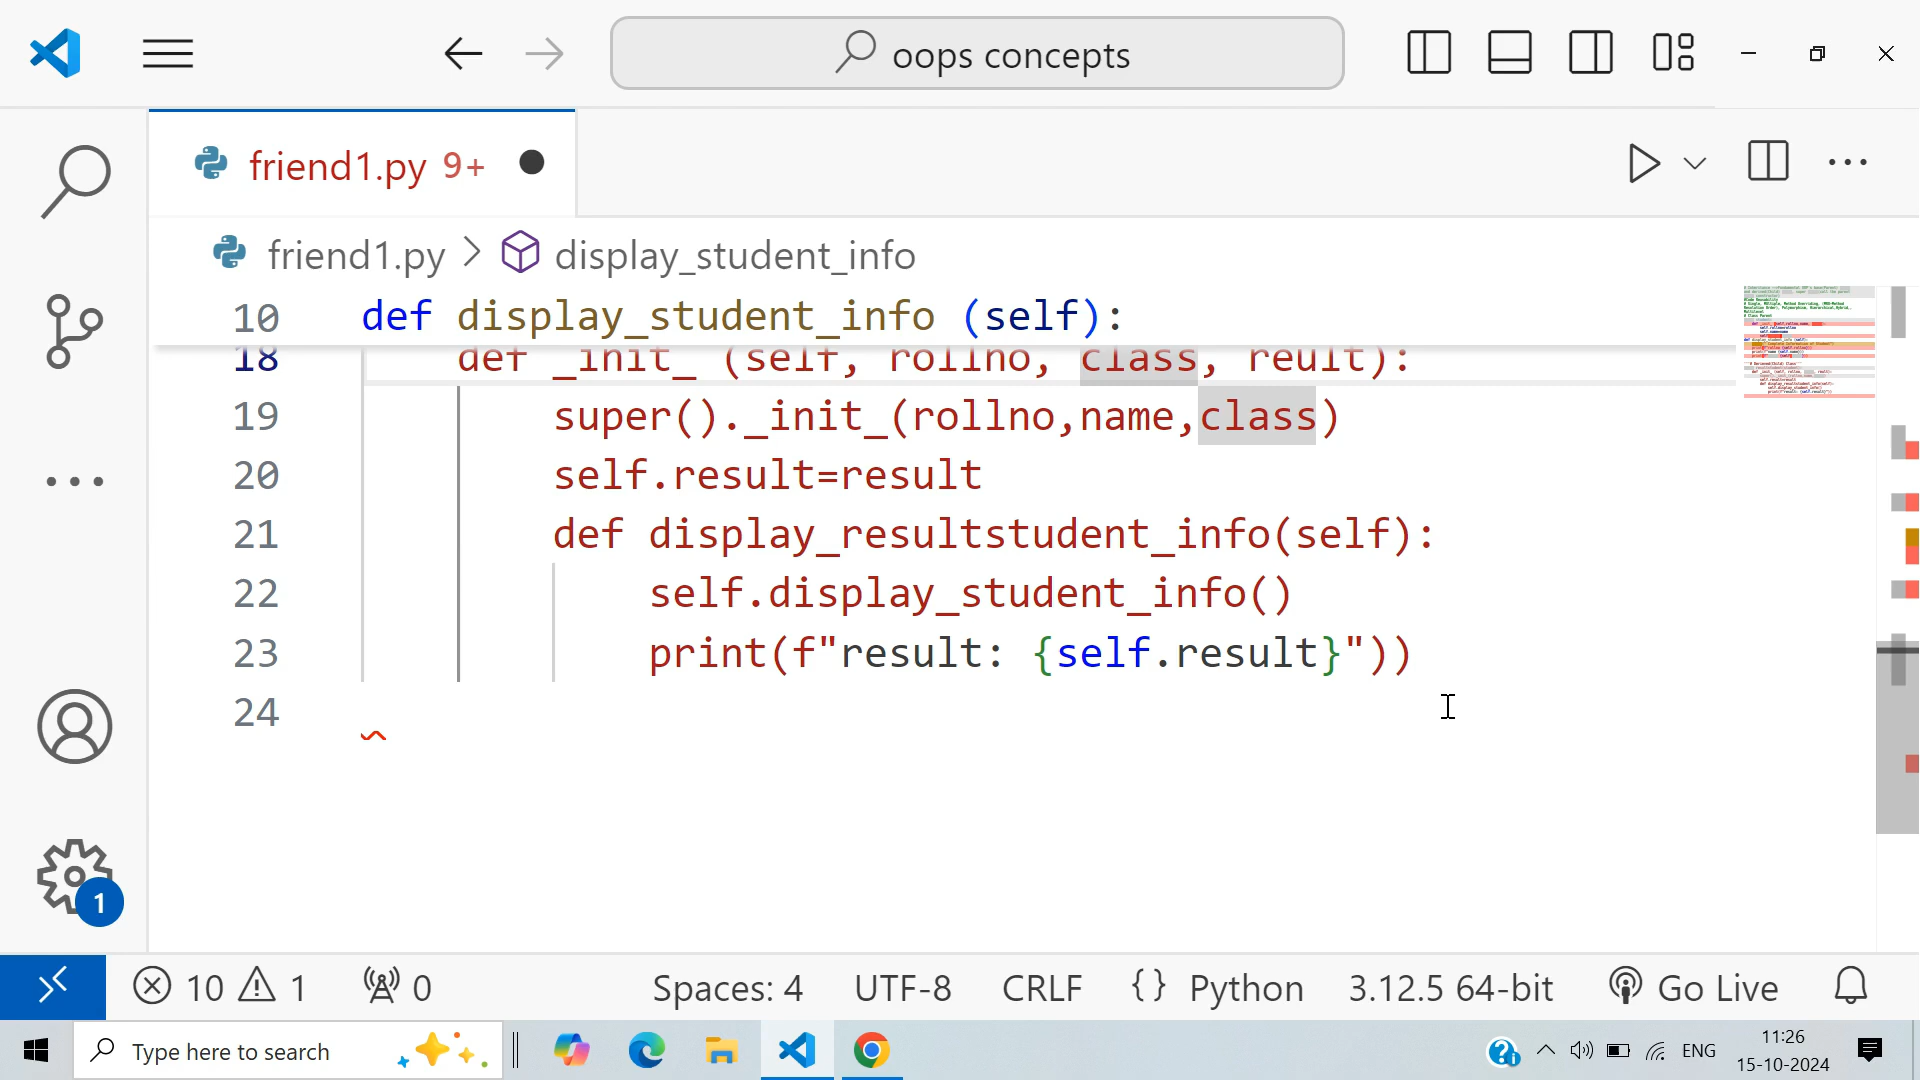 oops concepts
friend1.py 9+
friend1.py > display_student_info
10 def display_student_info (self):
18 def _init_ (self, rollno, class, reult):
19 super()._init_(rollno,name,class)
20 self.result=result
21 def display_resultstudent_info(self):
22 self.display_student_info()
23 print(f"result: {self.result}"))
24
1
10 1 0 Spaces: 4 UTF-8 CRLF {} Python 3.12.5 64-bit Go Live
Type here to search
ENG
11:26
15-10-2024